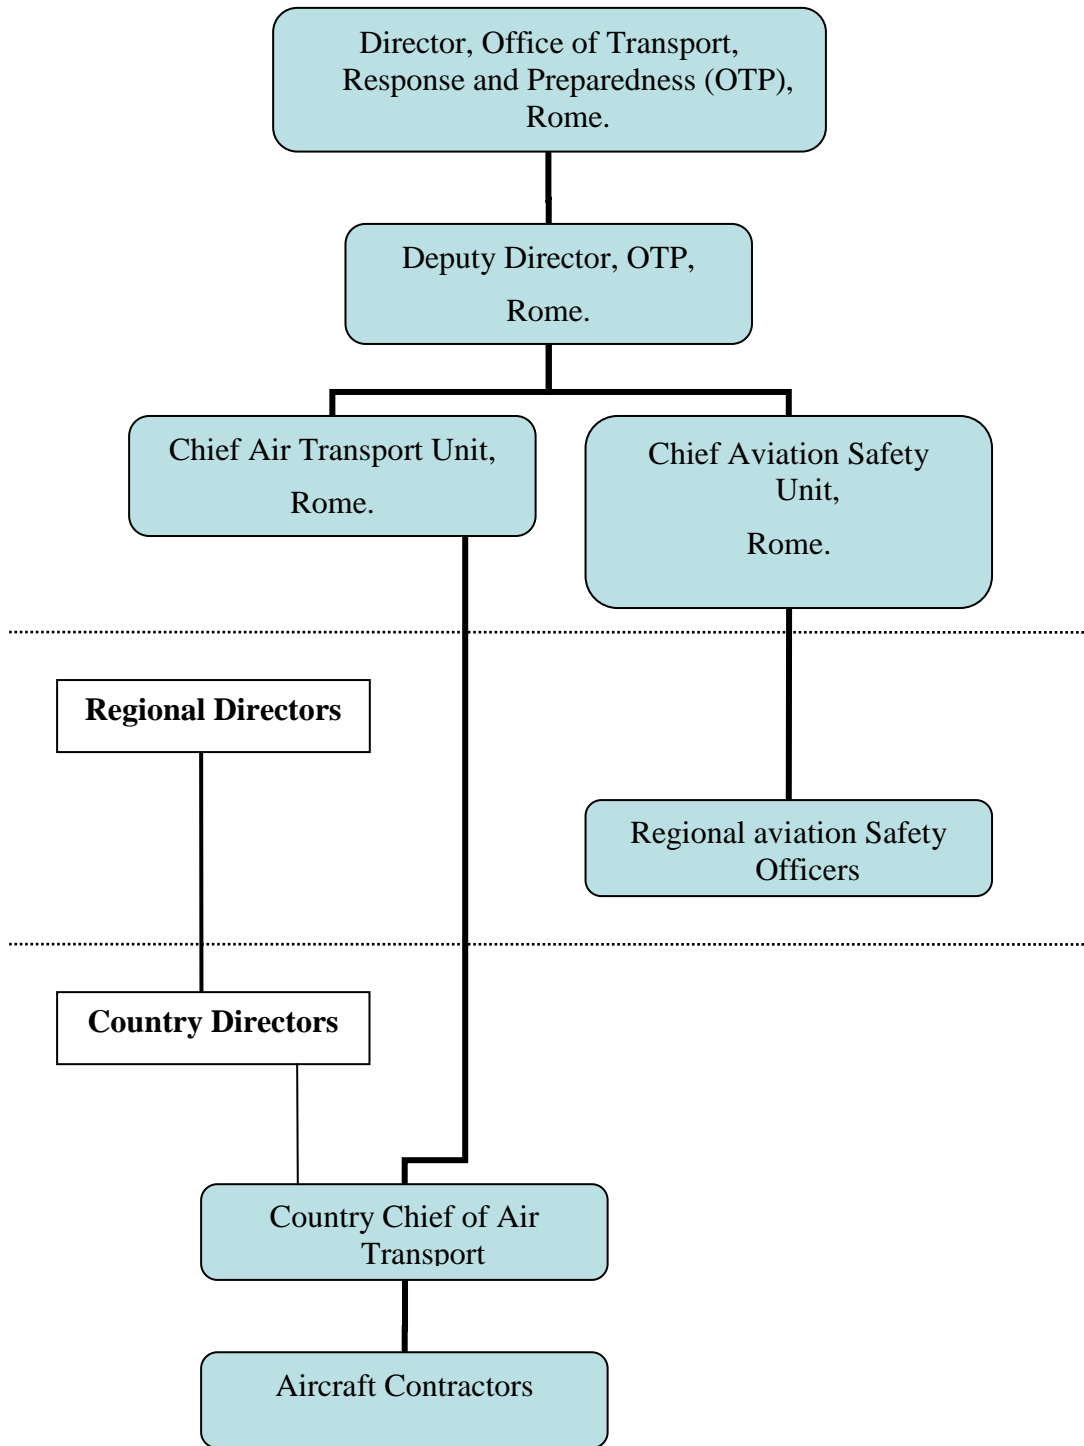 Director, Office of Transport,
Response and Preparedness (OTP),
Rome.
Deputy Director, OTP,
Rome.
Chief Air Transport Unit,
Rome.
Chief Aviation Safety
Unit,
Rome.
Regional Directors
Regional aviation Safety
Officers
Country Directors
Country Chief of Air
Transport
Aircraft Contractors